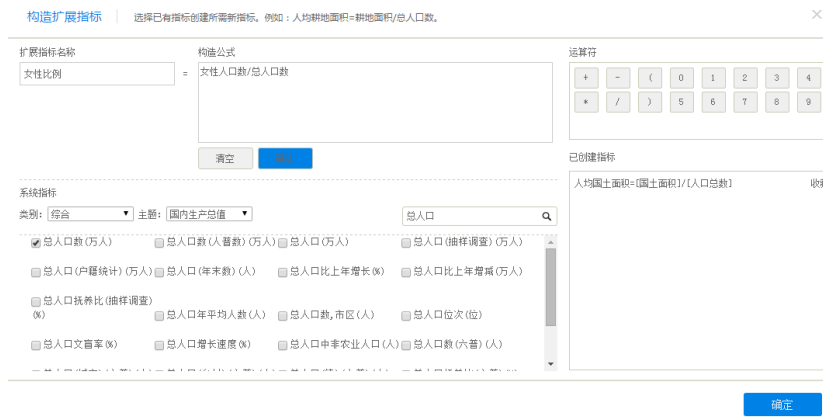 构造扩展指标 选择已有指标创建所需新指标。例如：人均耕地面积=耕地面积/总人口数。 ×
扩展指标名称 构造公式 运算符
女性比例 = 女性人口数/总人口数
+ - ( 0 1 2 3 4
* / ) 5 6 7 8 9
清空
已创建指标
人均国土面积=[国土面积]/[人口总数] 收藏
系统指标
类别: 综合 主题: 国内生产总值 总人口
总人口数(万人) 总人口数(人普数)(万人) 总人口(万人) 总人口(抽样调查)(万人)
总人口(户籍统计)(万人) 总人口(年末数)(人) 总人口比上年增长(%) 总人口比上年增减(万人)
总人口抚养比(抽样调查)
(%) 总人口年平均人数(人) 总人口数,市区(人) 总人口位次(位)
总人口文盲率(%) 总人口增长速度(%) 总人口中非农业人口(人) 总人口数(六普)(人)
确定